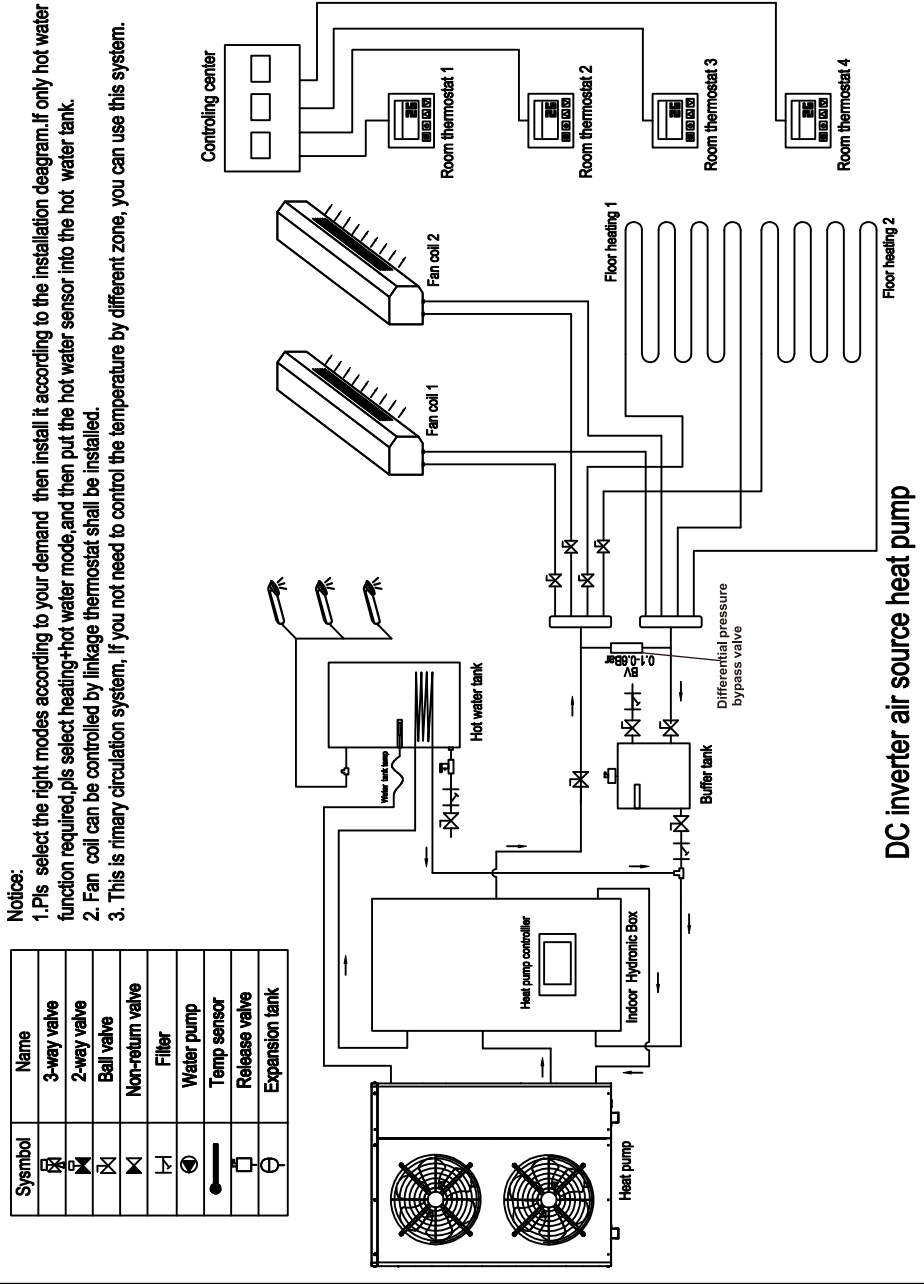 Notice:
1.Pls select the right modes according to your demand then install it according to the installation deagram.If only hot water
function required,pls select heating+hot water mode,and then put the hot water sensor into the hot water tank.
2. Fan coil can be controlled by linkage thermostat shall be installed.
3. This is rimary circulation system, If you not need to control the temperature by different zone, you can use this system.
Sysmbol Name
3-way valve
2-way valve
Ball valve
Non-return valve
Filter
Water pump
Temp sensor
Release valve
Expansion tank
Controling center
Room thermostat 1
Room thermostat 2
Room thermostat 3
Room thermostat 4
Fan coil 1
Fan coil 2
Floor heating 1
Floor heating 2
Hot water tank
Water tank temp
BV
0.1-0.6Bar
Differential pressure
bypass valve
Buffer tank
Heat pump controlller
Indoor Hydronic Box
Heat pump
DC inverter air source heat pump